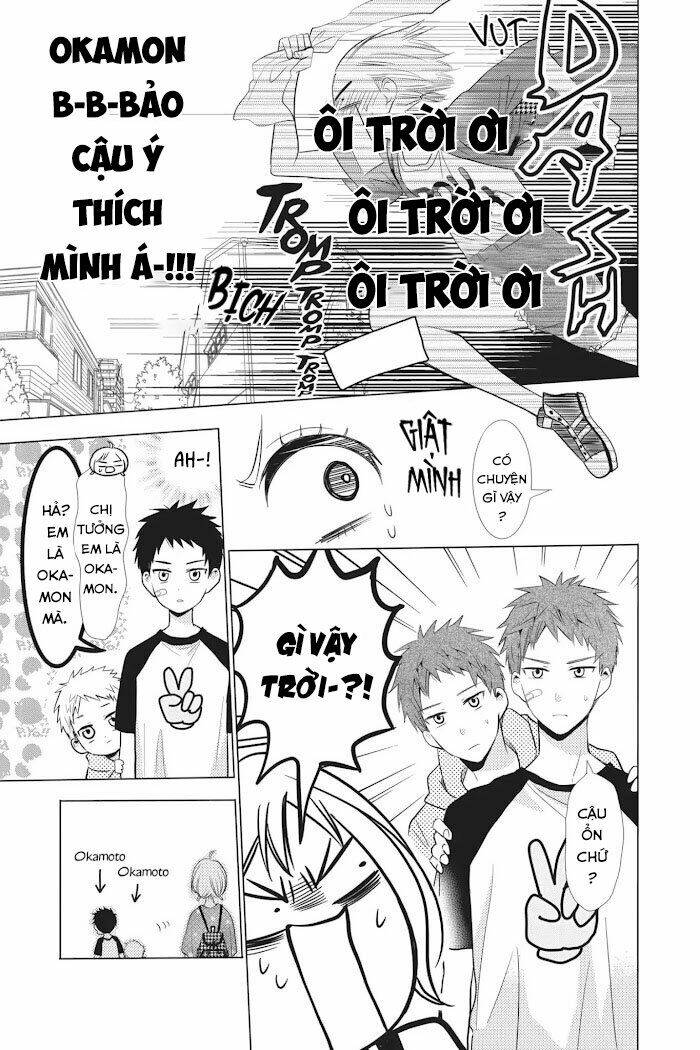 VỤT
DASH
ÔI TRỜI ƠI
ÔI TRỜI ƠI
ÔI TRỜI ƠI
TROMP TROMP TROMP
BỊCH
OKAMON
B-B-BẢO
CẬU Ý
THÍCH
MÌNH Á-!!!
CÓ
CHUYỆN
GÌ VẬY
?
GIẬT
MÌNH
AH-!
CHỊ
TƯỞNG
EM LÀ
OKA-
MON.
HẢ?
EM
LÀ
OKA-
MON
MÀ.
PiYo!!
CẬU
ỔN
CHỨ
?
GÌ VẬY
TRỜI-?!
Okamoto
Okamoto